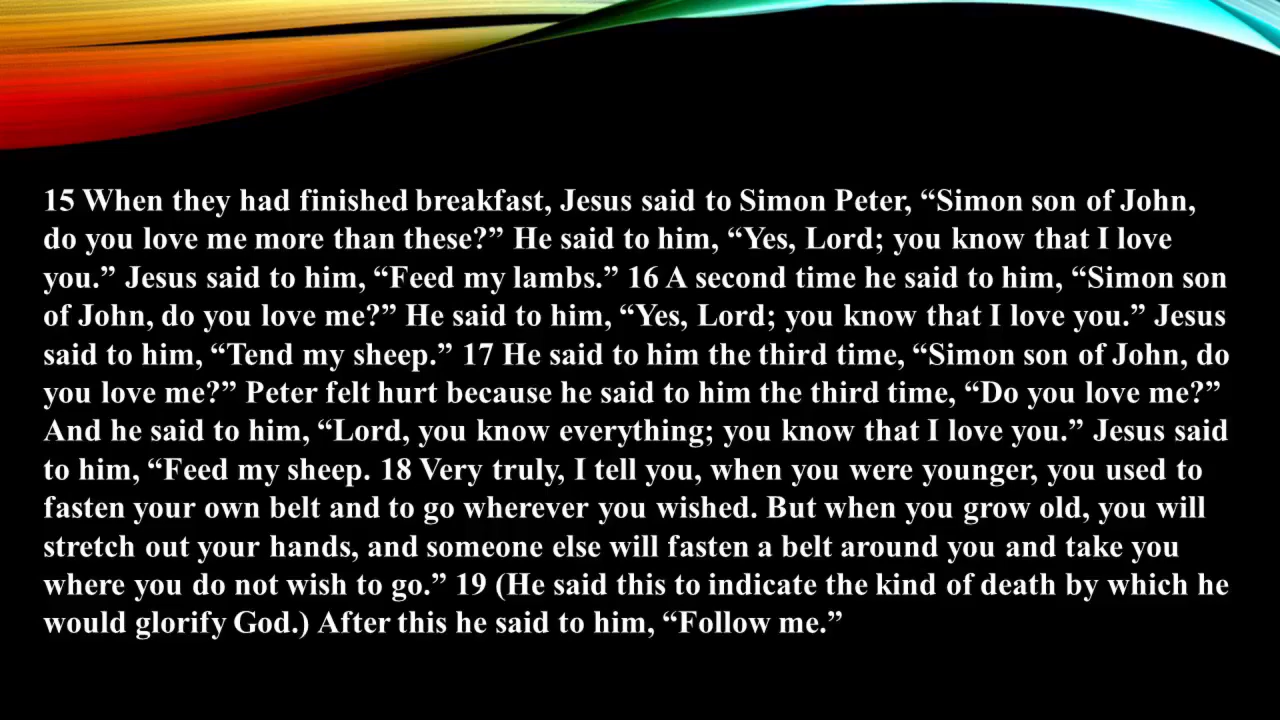 15 When they had finished breakfast, Jesus said to Simon Peter, “Simon son of John,
do you love me more than these?” He said to him, “Yes, Lord; you know that I love
you.” Jesus said to him, “Feed my lambs.” 16 A second time he said to him, “Simon son
of John, do you love me?” He said to him, “Yes, Lord; you know that I love you.” Jesus
said to him, “Tend my sheep.” 17 He said to him the third time, “Simon son of John, do
you love me?” Peter felt hurt because he said to him the third time, “Do you love me?”
And he said to him, “Lord, you know everything; you know that I love you.” Jesus said
to him, “Feed my sheep. 18 Very truly, I tell you, when you were younger, you used to
fasten your own belt and to go wherever you wished. But when you grow old, you will
stretch out your hands, and someone else will fasten a belt around you and take you
where you do not wish to go.” 19 (He said this to indicate the kind of death by which he
would glorify God.) After this he said to him, “Follow me.”